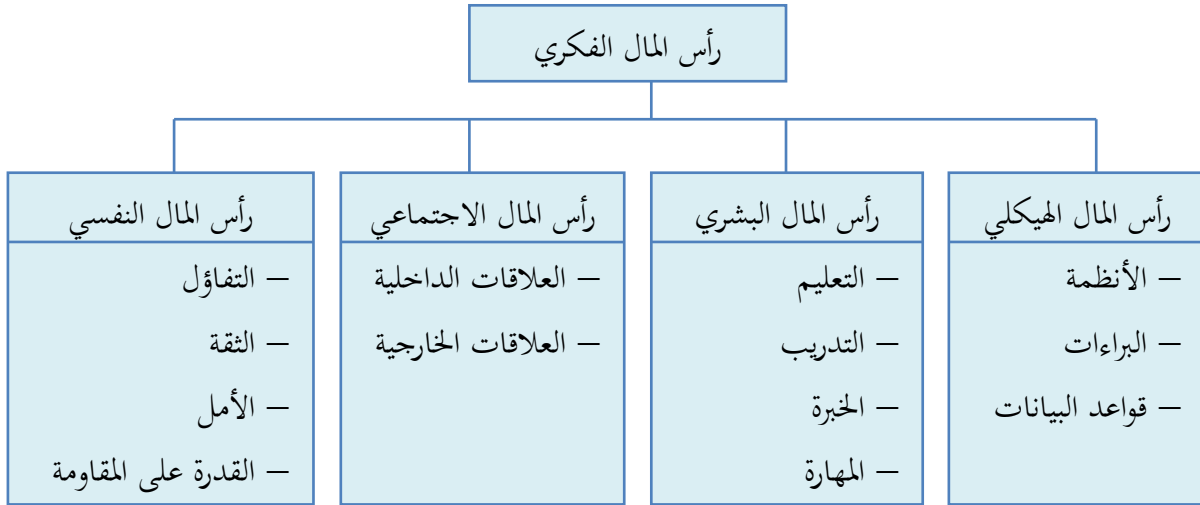 رأس المال الفكري
رأس المال الهيكلي
– الأنظمة
– البراءات
– قواعد البيانات
رأس المال البشري
– التعليم
– التدريب
– الخبرة
– المهارة
رأس المال الاجتماعي
– العلاقات الداخلية
– العلاقات الخارجية
رأس المال النفسي
– التفاؤل
– الثقة
– الأمل
– القدرة على المقاومة